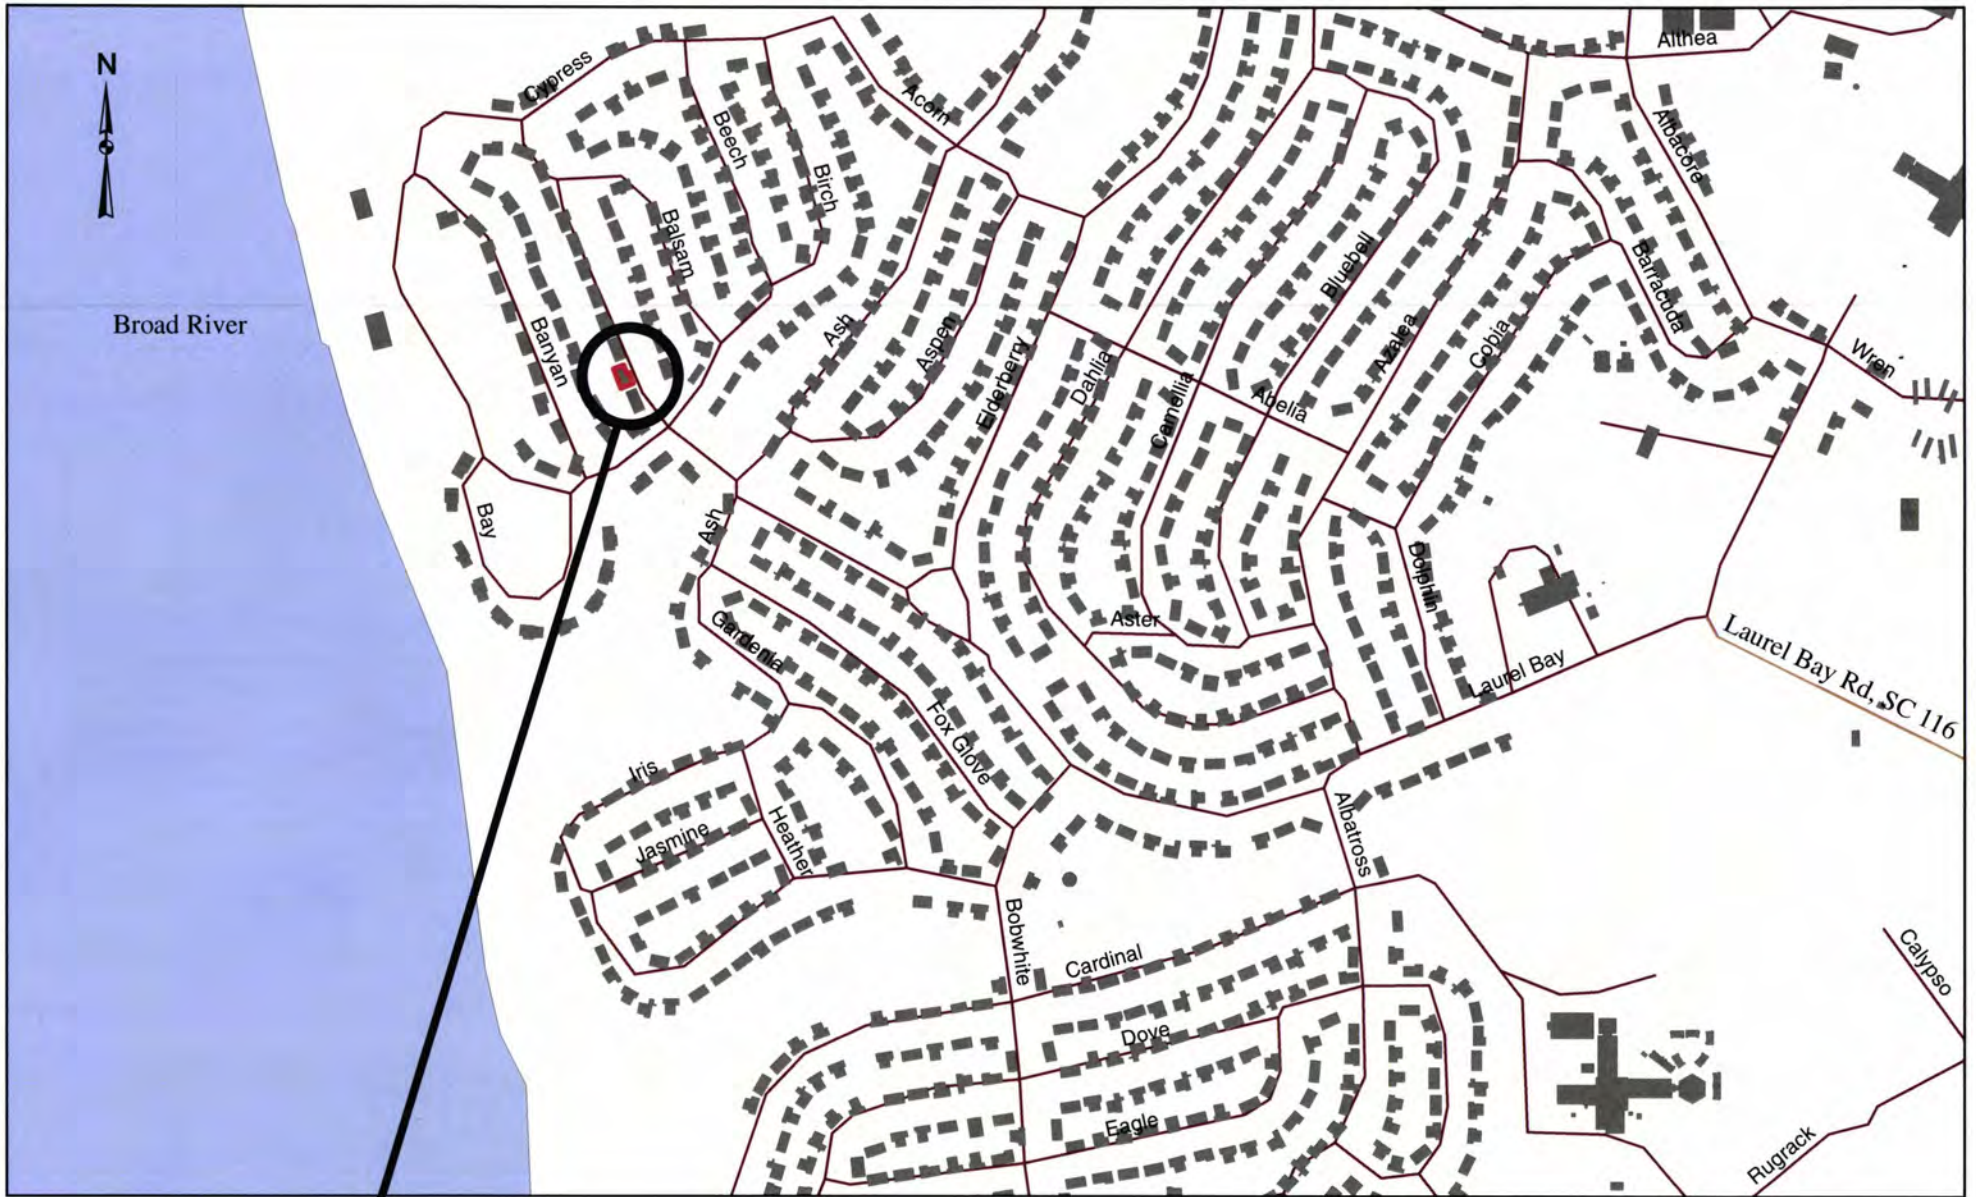 N
Broad River
Cypress
Acorn
Althea
Albacore
Beech
Birch
Balsam
Banyan
Ash
Aspen
Elderberry
Dahlia
Camellia
Bluebell
Azalea
Abelia
Cobia
Barracuda
Wren
Bay
Ash
Gardenia
Aster
Dolphin
Laurel Bay
Laurel Bay Rd, SC 116
Fox Glove
Iris
Jasmine
Heather
Albatross
Bobwhite
Cardinal
Dove
Eagle
Calypso
Rugrack